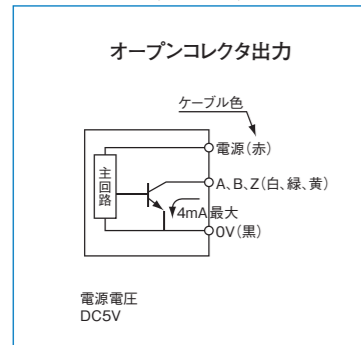 オープンコレクタ出力
ケーブル色
電源(赤)
主回路
A、B、Z(白、緑、黄)
4mA最大
0V(黒)
電源電圧
DC5V